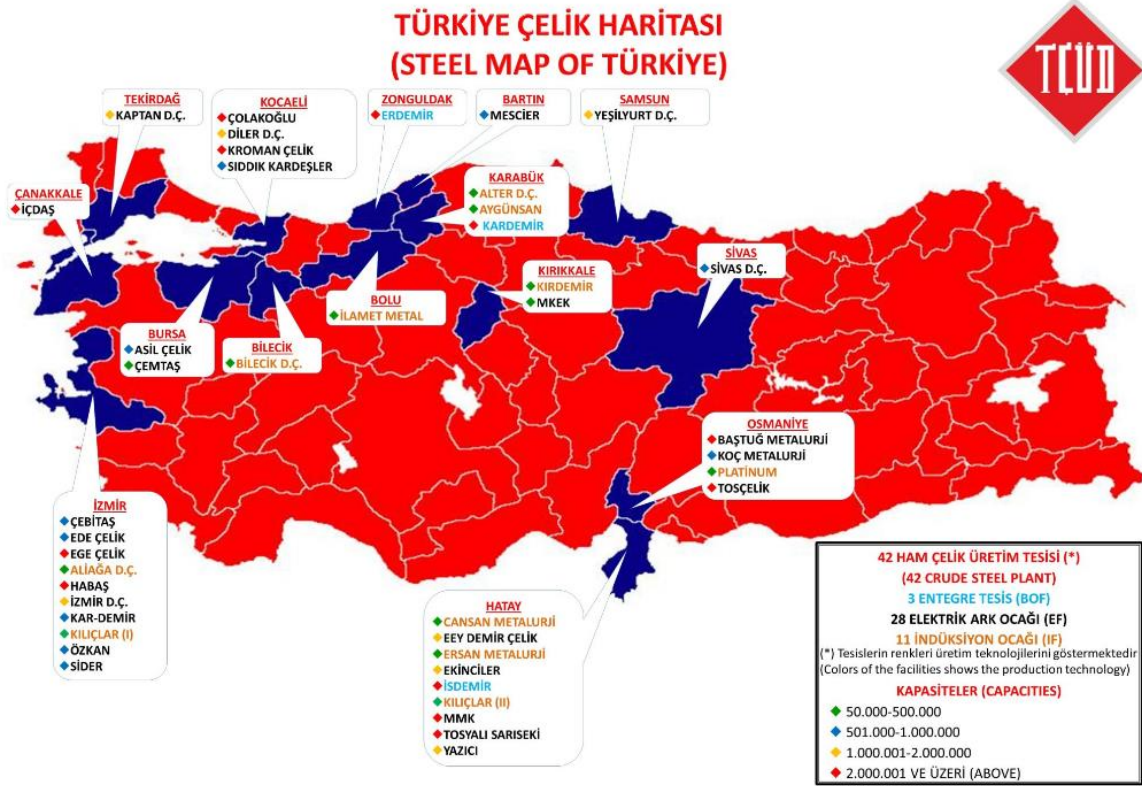 TÜRKİYE ÇELİK HARİTASI
(STEEL MAP OF TÜRKİYE)
TÇÜD
TEKİRDAĞ
KAPTAN D.Ç.
KOCAELİ
ÇOLAKOĞLU
DİLER D.Ç.
KROMAN ÇELİK
SIDDIK KARDEŞLER
ZONGULDAK
ERDEMİR
BARTIN
MESCİER
SAMSUN
YEŞİLYURT D.Ç.
ÇANAKKALE
İÇDAŞ
KARABÜK
ALTER D.Ç.
AYGÜNSAN
KARDEMİR
SİVAS
SİVAS D.Ç.
KIRIKKALE
KIRDEMİR
MKEK
BOLU
İLAMET METAL
BURSA
ASİL ÇELİK
ÇEMTAŞ
BİLECİK
BİLECİK D.Ç.
OSMANİYE
BAŞTUĞ METALURJİ
KOÇ METALURJİ
PLATİNUM
TOSÇELİK
İZMİR
ÇEBİTAŞ
EDE ÇELİK
EGE ÇELİK
ALİAĞA D.Ç.
HABAŞ
İZMİR D.Ç.
KAR-DEMİR
KILIÇLAR (I)
ÖZKAN
SİDER
HATAY
CANSAN METALURJİ
EEY DEMİR ÇELİK
ERSAN METALURJİ
EKİNCİLER
İSDEMİR
KILIÇLAR (II)
MMK
TOSYALI SARISEKİ
YAZICI
42 HAM ÇELİK ÜRETİM TESİSİ (*)
(42 CRUDE STEEL PLANT)
3 ENTEGRE TESİS (BOF)
28 ELEKTRİK ARK OCAĞI (EF)
11 İNDÜKSİYON OCAĞI (IF)
(*) Tesislerin renkleri üretim teknolojilerini göstermektedir
(Colors of the facilities shows the production technology)
KAPASİTELER (CAPACITIES)
50.000-500.000
501.000-1.000.000
1.000.001-2.000.000
2.000.001 VE ÜZERİ (ABOVE)